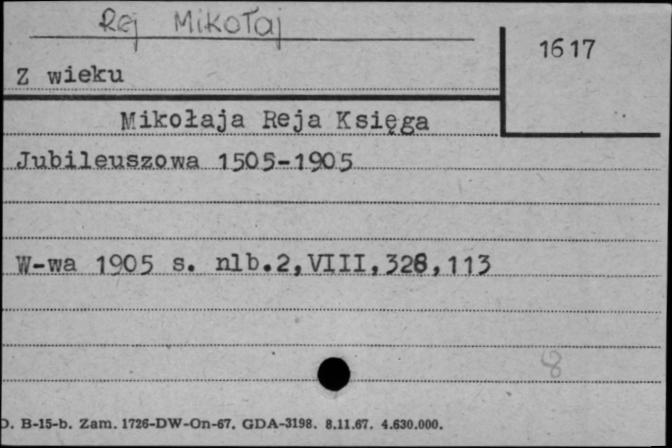 Rej Mikołaj
1617
Z wieku
Mikołaja Reja Księga
Jubileuszowa 1505-1905
W-wa 1905 s. nlb.2,VIII,328,113
8
D. B-15-b. Zam. 1726-DW-On-67. GDA-3198. 8.11.67. 4.630.000.